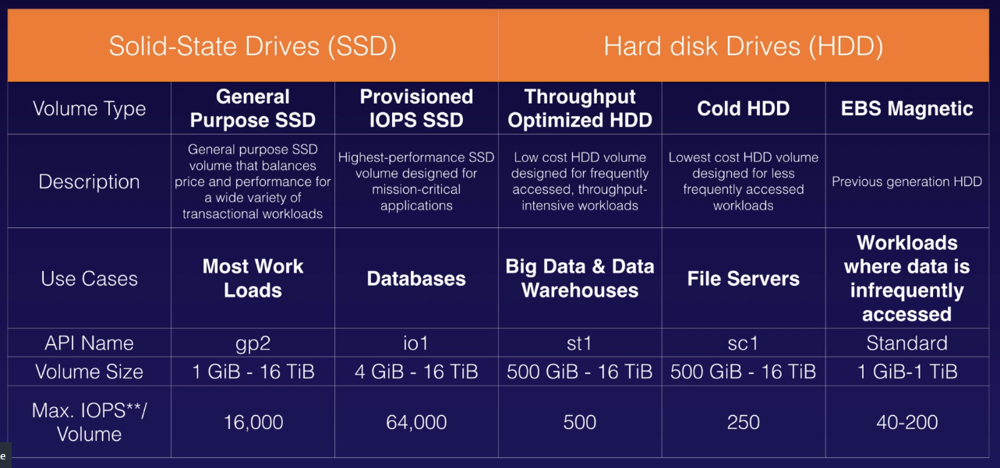 Solid-State Drives (SSD)
Hard disk Drives (HDD)
Volume Type
General
Purpose SSD
Provisioned
IOPS SSD
Throughput
Optimized HDD
Cold HDD
EBS Magnetic
Description
General purpose SSD
volume that balances
price and performance for
a wide variety of
transactional workloads
Highest-performance SSD
volume designed for
mission-critical
applications
Low cost HDD volume
designed for frequently
accessed, throughput-
intensive workloads
Lowest cost HDD volume
designed for less
frequently accessed
workloads
Previous generation HDD
Use Cases
Most Work
Loads
Databases
Big Data & Data
Warehouses
File Servers
Workloads
where data is
infrequently
accessed
API Name
gp2
io1
st1
sc1
Standard
Volume Size
1 GiB - 16 TiB
4 GiB - 16 TiB
500 GiB - 16 TiB
500 GiB - 16 TiB
1 GiB-1 TiB
Max. IOPS**/
Volume
16,000
64,000
500
250
40-200
e